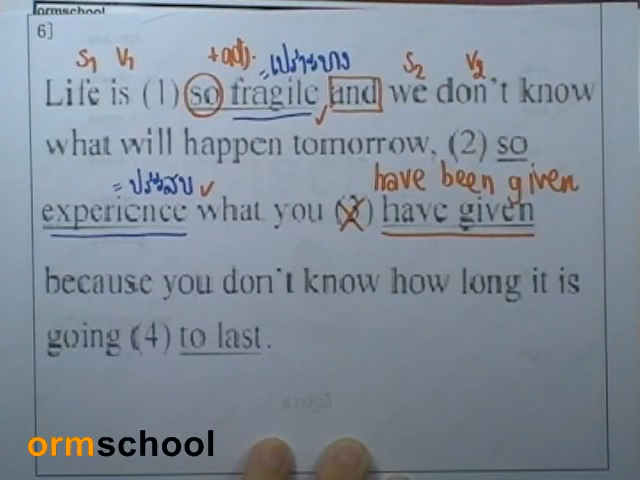 ormschool
6]
S1 V1 +adj. =เปราะบาง S2 V2
Life is (1) so fragile and we don't know
what will happen tomorrow, (2) so
=ประสบ have been given
experience what you (3) have given
because you don't know how long it is
going (4) to last.
ormschool